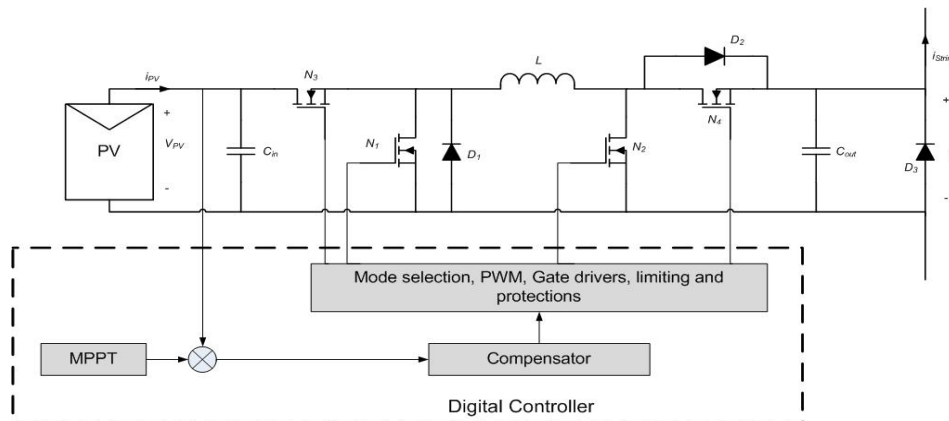 D2
iStrin
L
iPV
N3
+
+
N4
PV
VPV
Cin
N1
D1
N2
Cout
D3
-
-
Mode selection, PWM, Gate drivers, limiting and
protections
MPPT
Compensator
Digital Controller